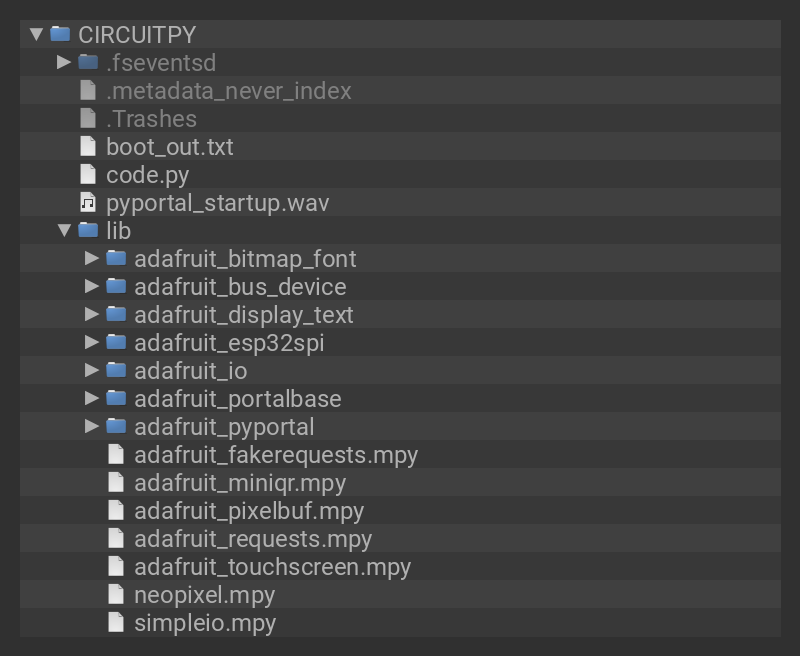 CIRCUITPY
.fseventsd
.metadata_never_index
.Trashes
boot_out.txt
code.py
pyportal_startup.wav
lib
adafruit_bitmap_font
adafruit_bus_device
adafruit_display_text
adafruit_esp32spi
adafruit_io
adafruit_portalbase
adafruit_pyportal
adafruit_fakerequests.mpy
adafruit_miniqr.mpy
adafruit_pixelbuf.mpy
adafruit_requests.mpy
adafruit_touchscreen.mpy
neopixel.mpy
simpleio.mpy